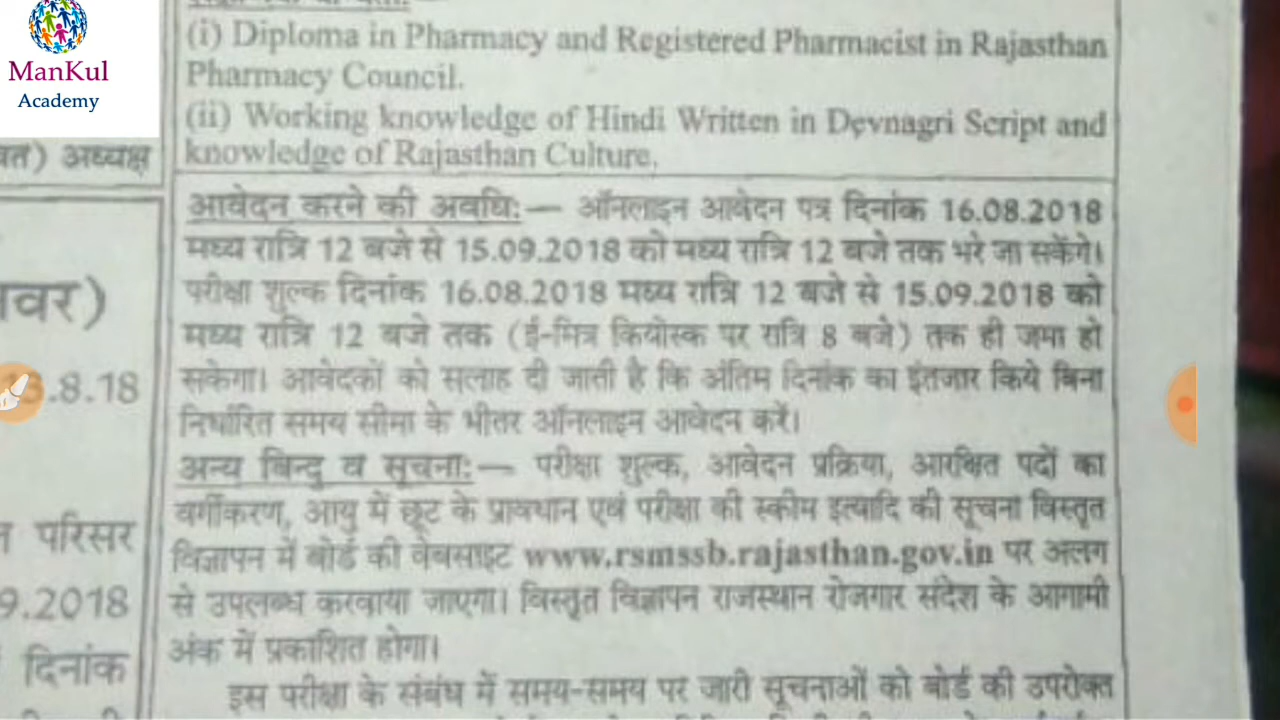 ManKul
Academy
(i) Diploma in Pharmacy and Registered Pharmacist in Rajasthan
Pharmacy Council.
(ii) Working knowledge of Hindi Written in Devnagri Script and
knowledge of Rajasthan Culture.
आवेदन करने की अवधिः— ऑनलाइन आवेदन पत्र दिनांक 16.08.2018
मध्य रात्रि 12 बजे से 15.09.2018 को मध्य रात्रि 12 बजे तक भरे जा सकेंगे।
परीक्षा शुल्क दिनांक 16.08.2018 मध्य रात्रि 12 बजे से 15.09.2018 को
मध्य रात्रि 12 बजे तक (ई-मित्र कियोस्क पर रात्रि 8 बजे) तक ही जमा हो
सकेगा। आवेदकों को सलाह दी जाती है कि अंतिम दिनांक का इंतजार किये बिना
निर्धारित समय सीमा के भीतर ऑनलाइन आवेदन करें।
अन्य बिन्दु व सूचनाः— परीक्षा शुल्क, आवेदन प्रक्रिया, आरक्षित पदों का
वर्गीकरण, आयु में छूट के प्रावधान एवं परीक्षा की स्कीम इत्यादि की सूचना विस्तृत
विज्ञापन में बोर्ड की वेबसाइट www.rsmssb.rajasthan.gov.in पर अलग
से उपलब्ध करवाया जाएगा। विस्तृत विज्ञापन राजस्थान रोजगार संदेश के आगामी
अंक में प्रकाशित होगा।
इस परीक्षा के संबंध में समय-समय पर जारी सूचनाओं को बोर्ड की उपरोक्त
अध्यक्ष
.8.18
परिसर
9.2018
दिनांक